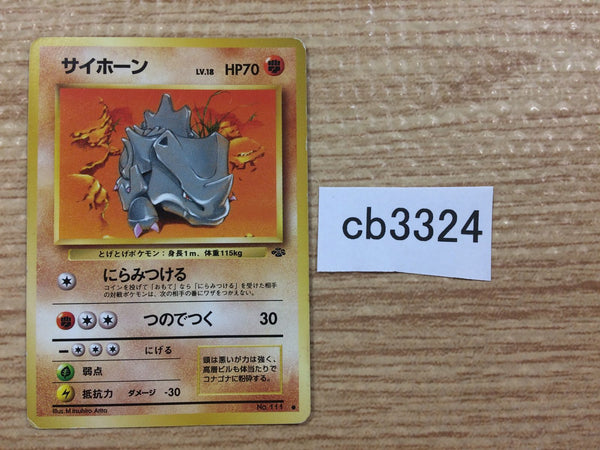 サイホーン LV.18 HP70
とげとげポケモン：身長1m、体重115kg
にらみつける
コインを投げて「おもて」なら「にらみつける」を受けた相手
の対戦ポケモンは、次の相手の番にワザをつかえない。
つのでつく 30
にげる
弱点
抵抗力 ダメージ -30
頭は悪いが力は強く、
高層ビルも体当たりで
コナゴナに粉砕する。
Illus. Mitsuhiro Arita
No. 111
cb3324